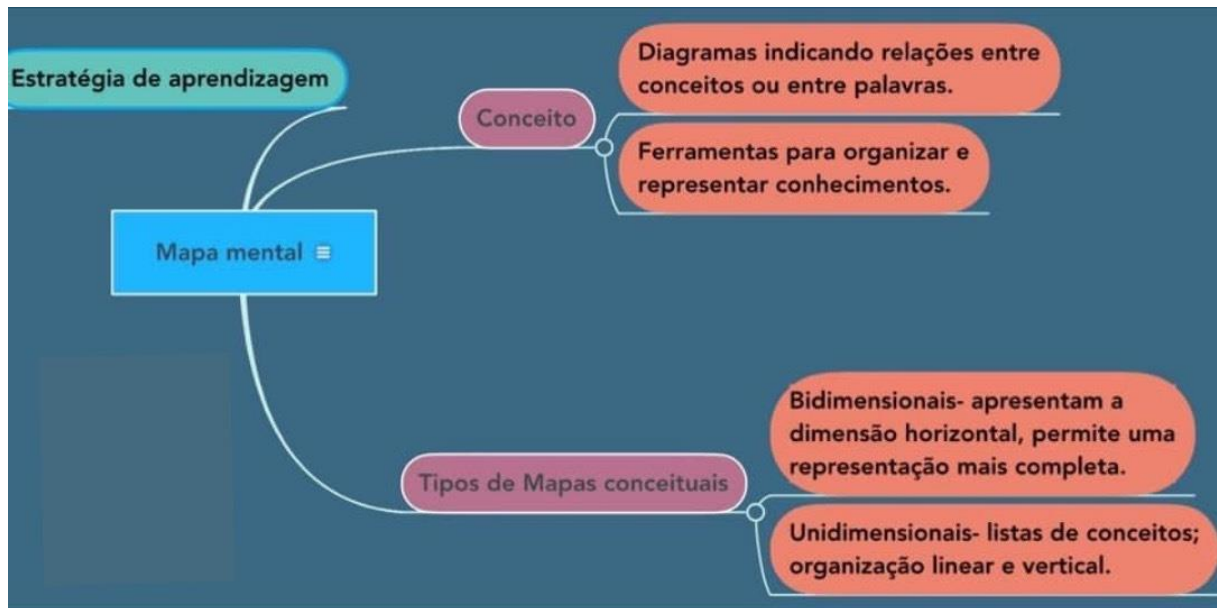 Estratégia de aprendizagem
Mapa mental
Conceito
Diagramas indicando relações entre
conceitos ou entre palavras.
Ferramentas para organizar e
representar conhecimentos.
Tipos de Mapas conceituais
Bidimensionais- apresentam a
dimensão horizontal, permite uma
representação mais completa.
Unidimensionais- listas de conceitos;
organização linear e vertical.